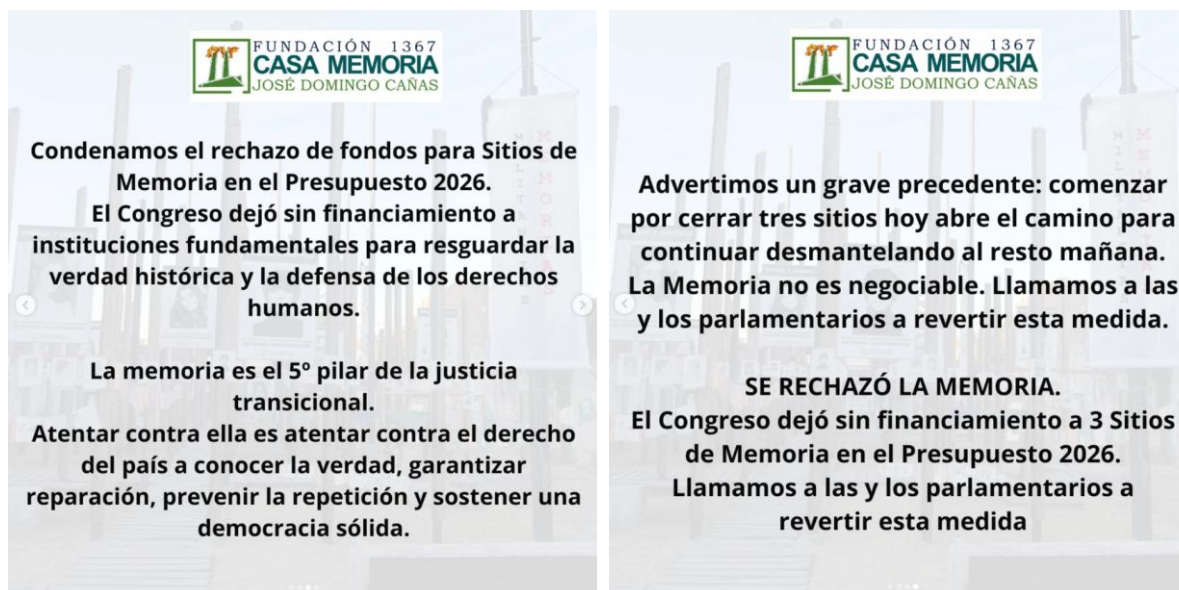 FUNDACIÓN 1367
CASA MEMORIA
JOSÉ DOMINGO CAÑAS
Condenamos el rechazo de fondos para Sitios de
Memoria en el Presupuesto 2026.
El Congreso dejó sin financiamiento a
instituciones fundamentales para resguardar la
verdad histórica y la defensa de los derechos
humanos.
La memoria es el 5º pilar de la justicia
transicional.
Atentar contra ella es atentar contra el derecho
del país a conocer la verdad, garantizar
reparación, prevenir la repetición y sostener una
democracia sólida.
FUNDACIÓN 1367
CASA MEMORIA
JOSÉ DOMINGO CAÑAS
Advertimos un grave precedente: comenzar
por cerrar tres sitios hoy abre el camino para
continuar desmantelando al resto mañana.
La Memoria no es negociable. Llamamos a las
y los parlamentarios a revertir esta medida.
SE RECHAZÓ LA MEMORIA.
El Congreso dejó sin financiamiento a 3 Sitios
de Memoria en el Presupuesto 2026.
Llamamos a las y los parlamentarios a
revertir esta medida